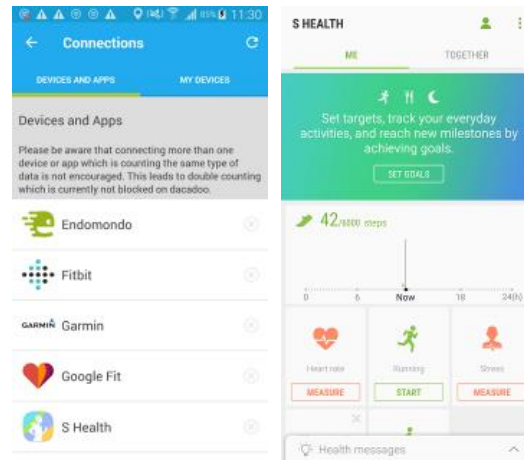 85% 11:30
Connections
DEVICES AND APPS MY DEVICES
Devices and Apps
Please be aware that connecting more than one
device or app which is counting the same type of
data is not encouraged. This leads to double counting
which is currently not blocked on dacadoo.
Endomondo
Fitbit
GARMIN Garmin
Google Fit
S Health
S HEALTH
ME TOGETHER
Set targets, track your everyday
activities, and reach new milestones by
achieving goals.
SET GOALS
42/6000 steps
0 6 Now 18 24(h)
Heart rate Running Stress
MEASURE START MEASURE
Health messages